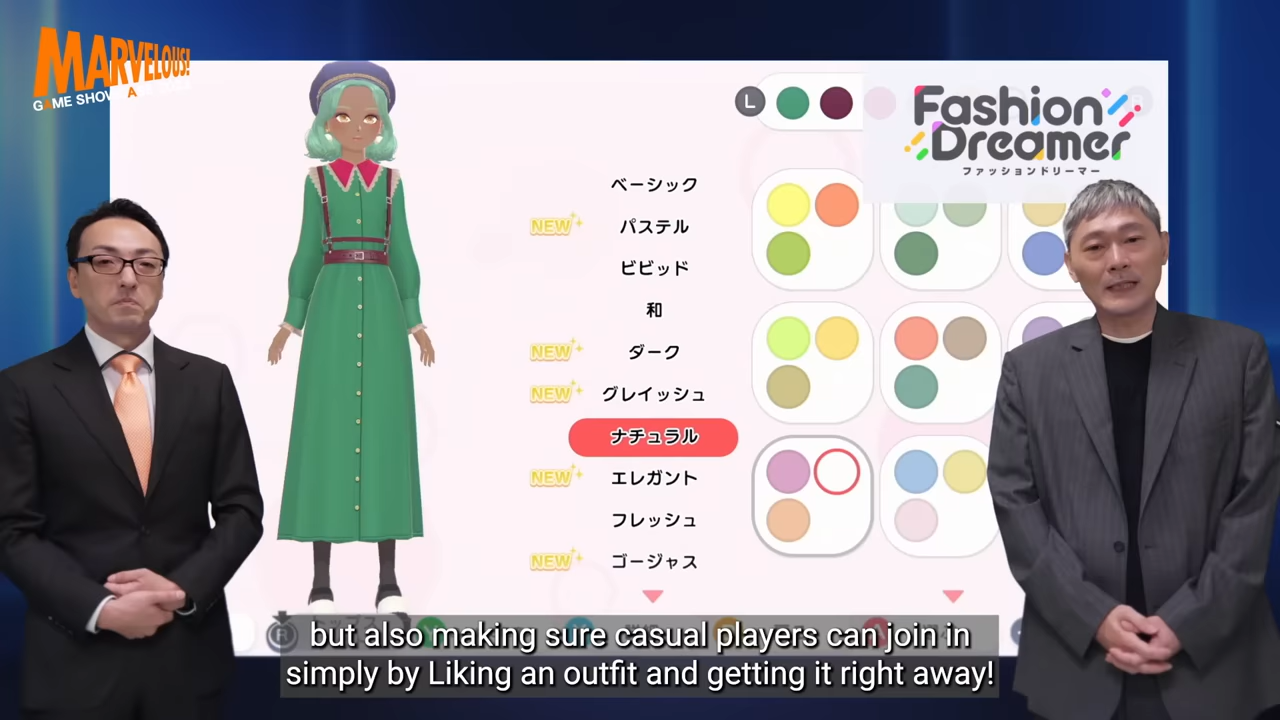 MARVELOUS!
GAME SHOW
L
Fashion
Dreamer
ファッションドリーマー
ベーシック
NEW パステル
ビビッド
和
NEW ダーク
NEW グレイッシュ
ナチュラル
NEW エレガント
フレッシュ
NEW ゴージャス
R
but also making sure casual players can join in
simply by Liking an outfit and getting it right away!